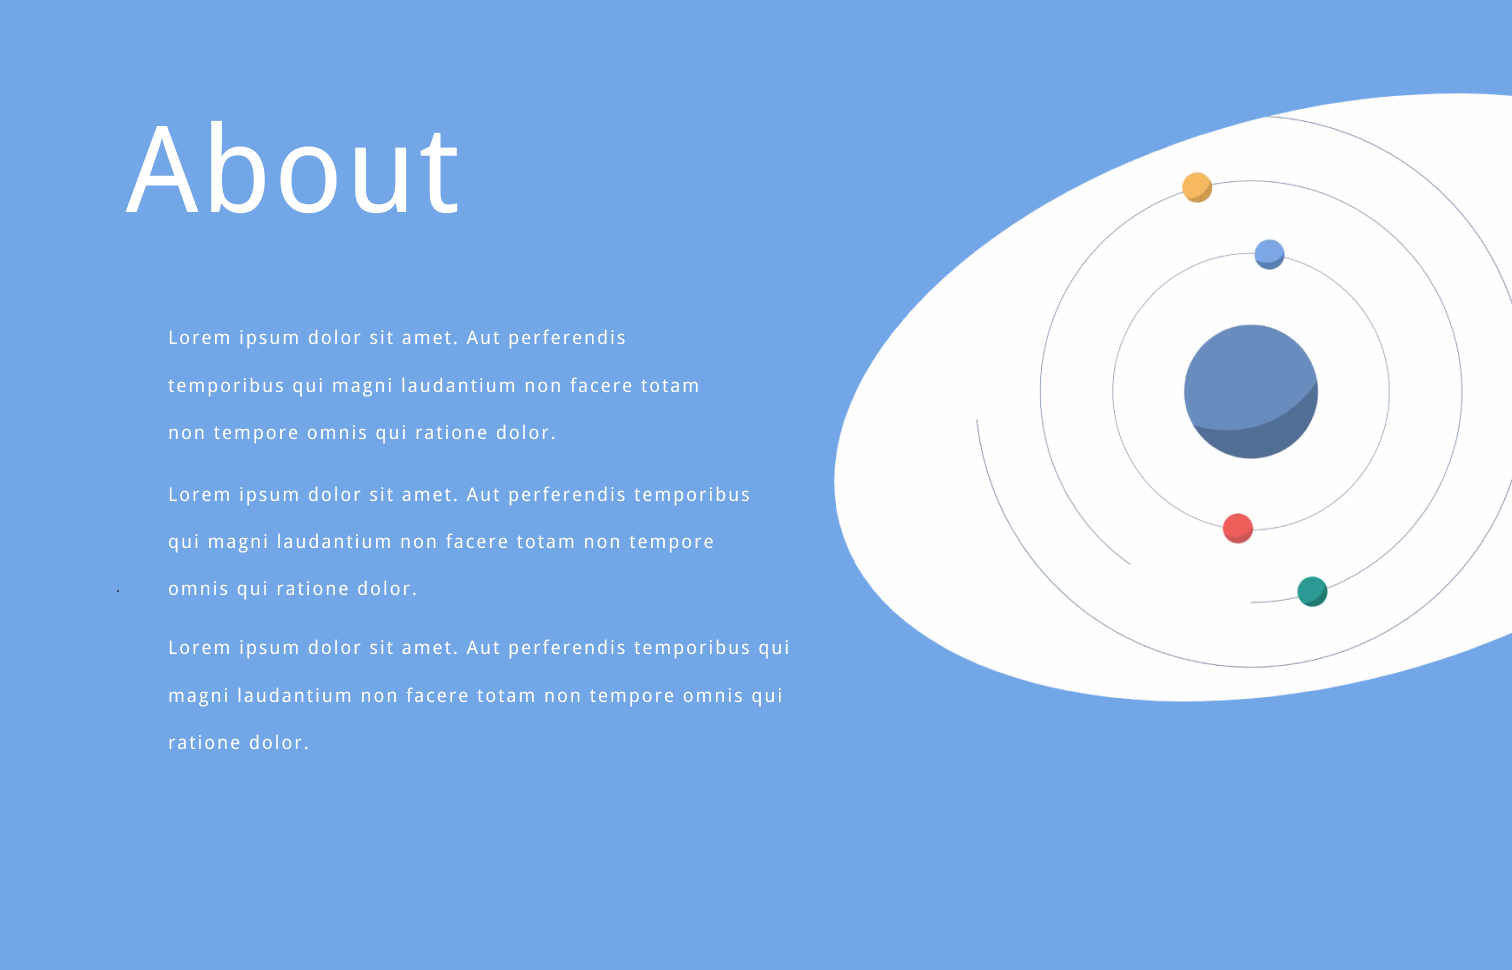 About
Lorem ipsum dolor sit amet. Aut perferendis
temporibus qui magni laudantium non facere totam
non tempore omnis qui ratione dolor.
Lorem ipsum dolor sit amet. Aut perferendis temporibus
qui magni laudantium non facere totam non tempore
omnis qui ratione dolor.
Lorem ipsum dolor sit amet. Aut perferendis temporibus qui
magni laudantium non facere totam non tempore omnis qui
ratione dolor.